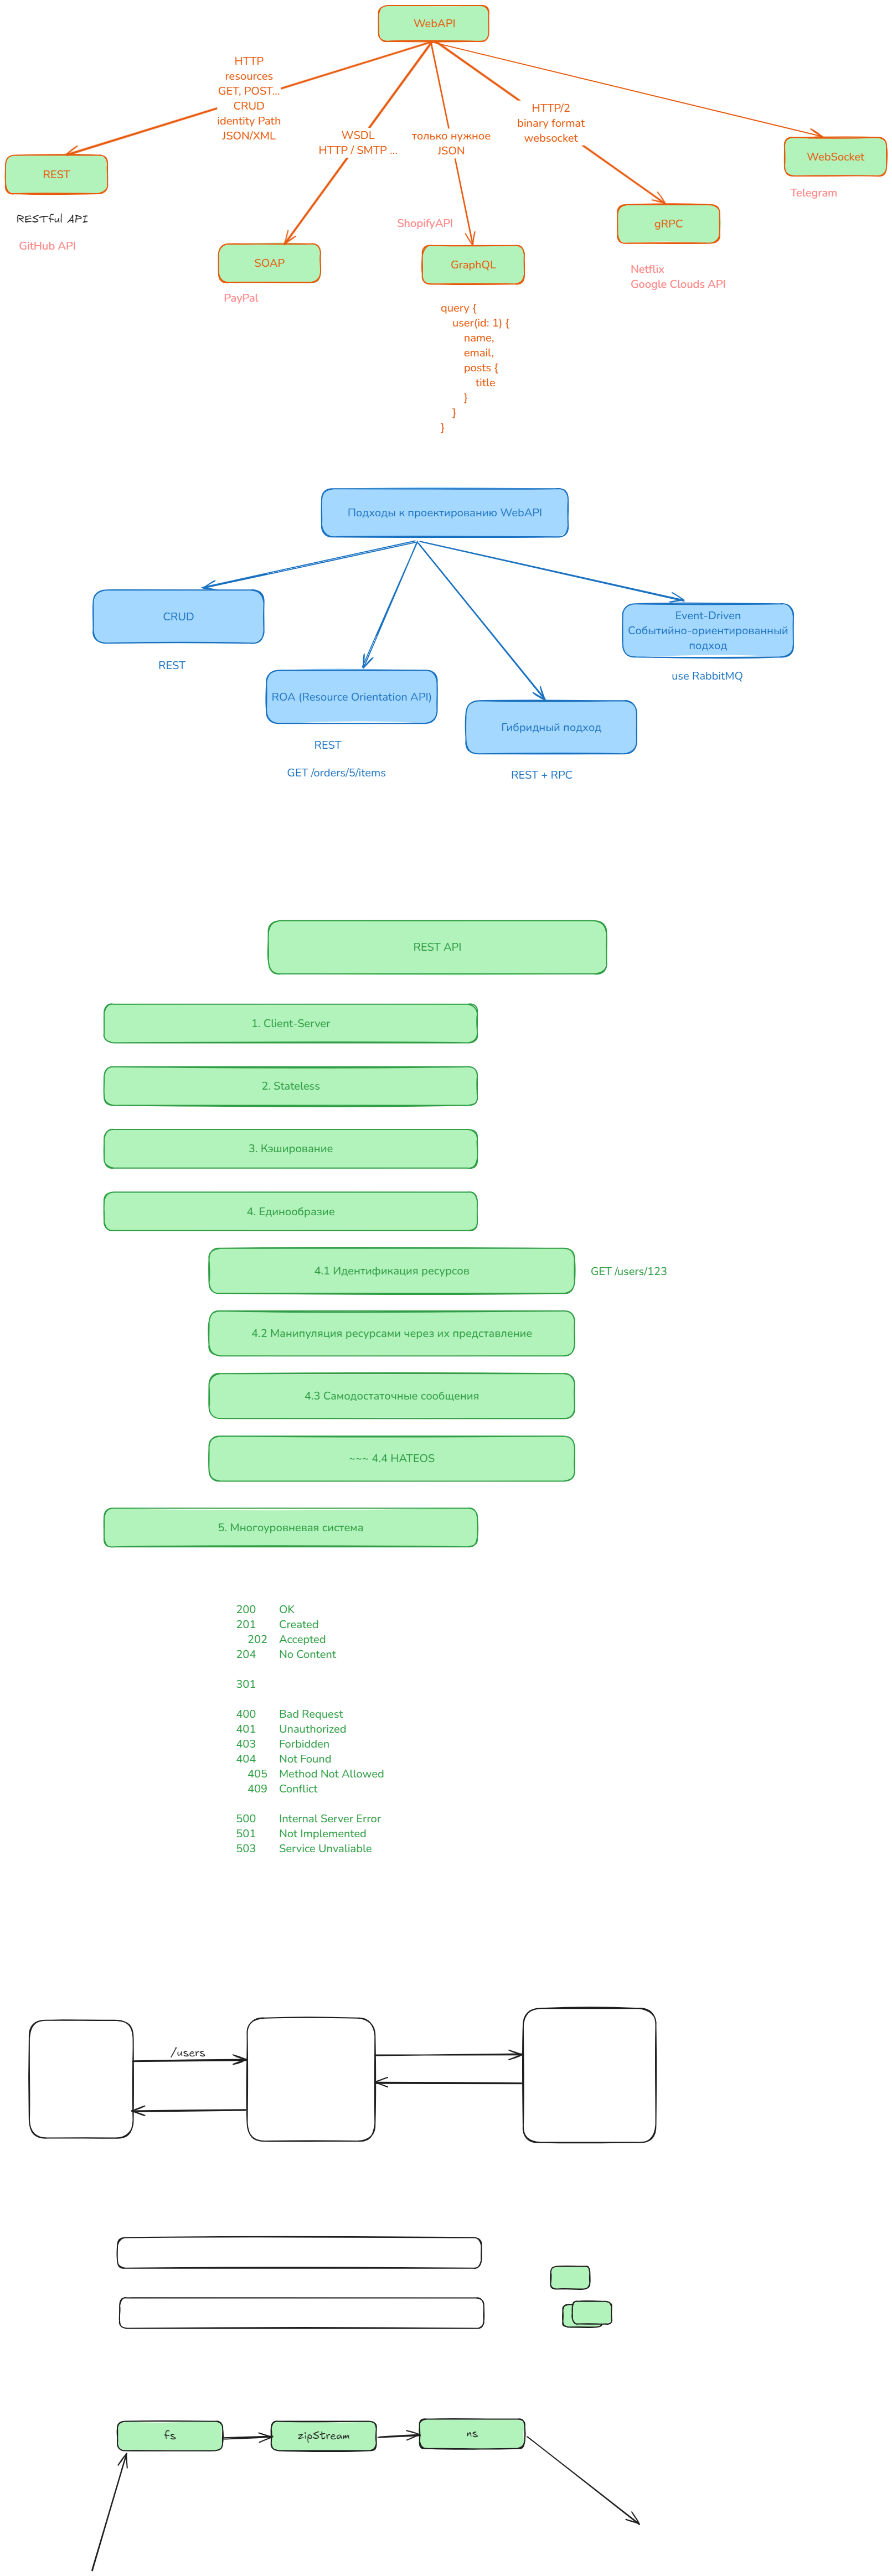 WebAPI
HTTP
resources
GET, POST...
CRUD
identity Path
JSON/XML
WSDL
HTTP / SMTP ...
только нужное
JSON
HTTP/2
binary format
websocket
REST
RESTful API
GitHub API
SOAP
PayPal
ShopifyAPI
GraphQL
query {
user(id: 1) {
name,
email,
posts {
title
}
}
}
gRPC
Netflix
Google Clouds API
WebSocket
Telegram
Подходы к проектированию WebAPI
CRUD
REST
ROA (Resource Orientation API)
REST
GET /orders/5/items
Гибридный подход
REST + RPC
Event-Driven
Событийно-ориентированный
подход
use RabbitMQ
REST API
1. Client-Server
2. Stateless
3. Кэширование
4. Единообразие
4.1 Идентификация ресурсов
GET /users/123
4.2 Манипуляция ресурсами через их представление
4.3 Самодостаточные сообщения
~~~ 4.4 HATEOS
5. Многоуровневая система
200 OK
201 Created
202 Accepted
204 No Content
301
400 Bad Request
401 Unauthorized
403 Forbidden
404 Not Found
405 Method Not Allowed
409 Conflict
500 Internal Server Error
501 Not Implemented
503 Service Unvaliable
/users
fs
zipStream
ns